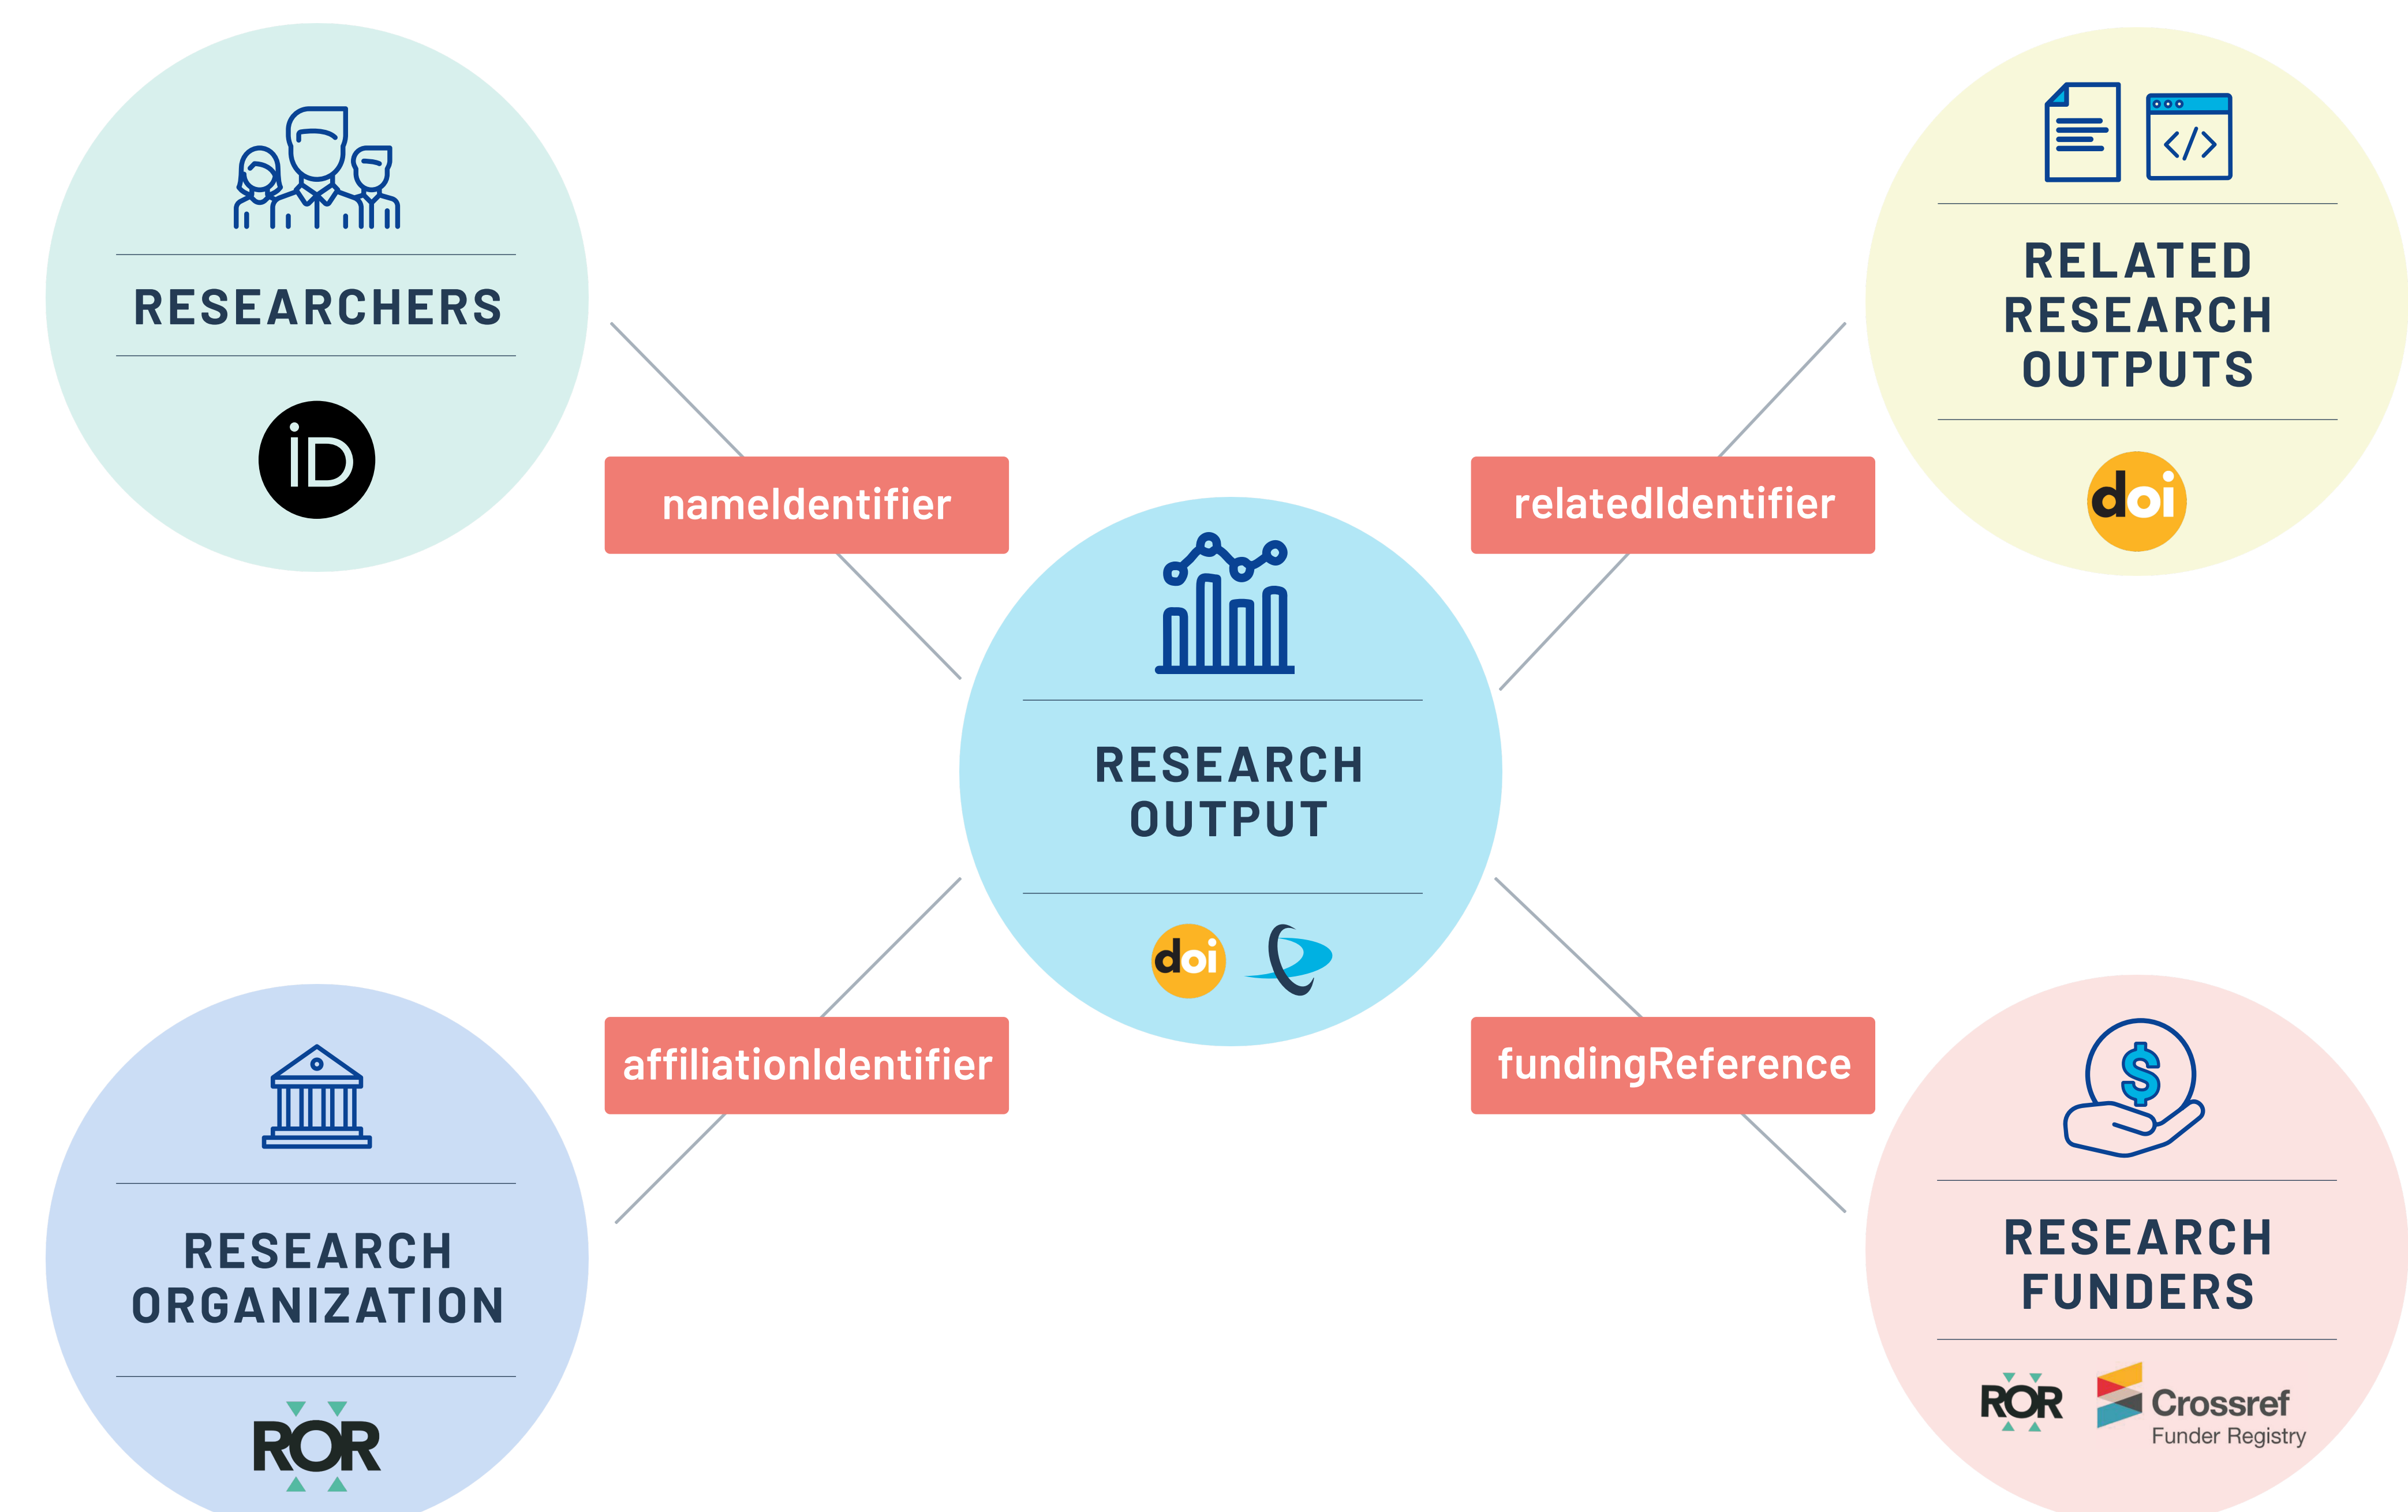 RESEARCHERS
iD
nameIdentifier
RELATED
RESEARCH
OUTPUTS
doi
relatedIdentifier
RESEARCH
OUTPUT
doi
RESEARCH
ORGANIZATION
ROR
affiliationIdentifier
fundingReference
RESEARCH
FUNDERS
ROR
Crossref
Funder Registry